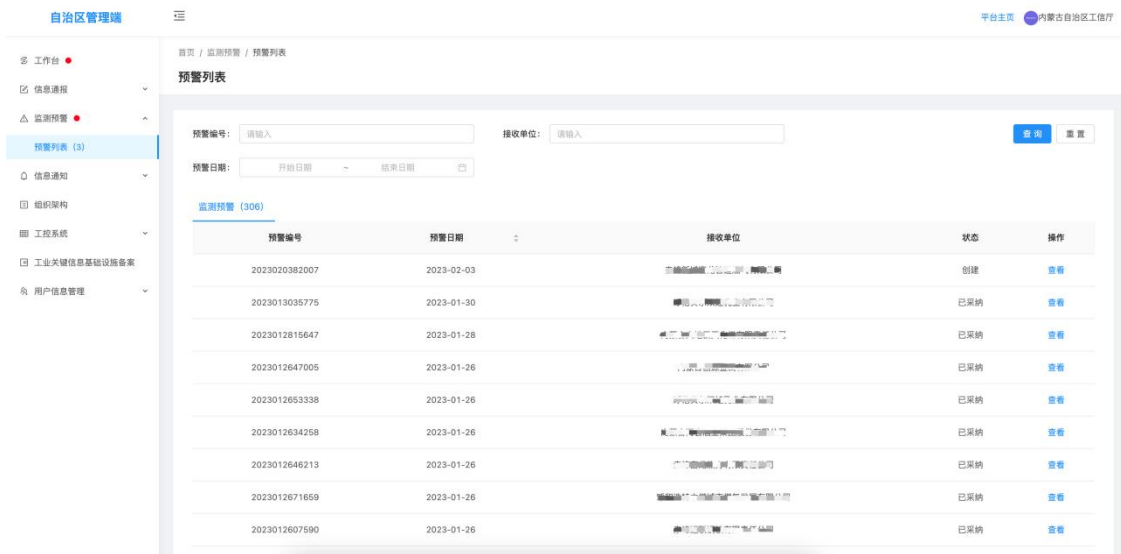 自治区管理端
平台主页 内蒙古自治区工信厅
工作台
信息通报
监测预警
预警列表（3）
信息通知
组织架构
工控系统
工业关键信息基础设施备案
用户信息管理
首页 / 监测预警 / 预警列表
预警列表
预警编号: 请输入 接收单位: 请输入 查 询 重 置
预警日期: 开始日期 ~ 结束日期
监测预警（306）
预警编号 预警日期 接收单位 状态 操作
2023020382007 2023-02-03 创建 查看
2023013035775 2023-01-30 已采纳 查看
2023012815647 2023-01-28 已采纳 查看
2023012647005 2023-01-26 已采纳 查看
2023012653338 2023-01-26 已采纳 查看
2023012634258 2023-01-26 已采纳 查看
2023012646213 2023-01-26 已采纳 查看
2023012671659 2023-01-26 已采纳 查看
2023012607590 2023-01-26 已采纳 查看